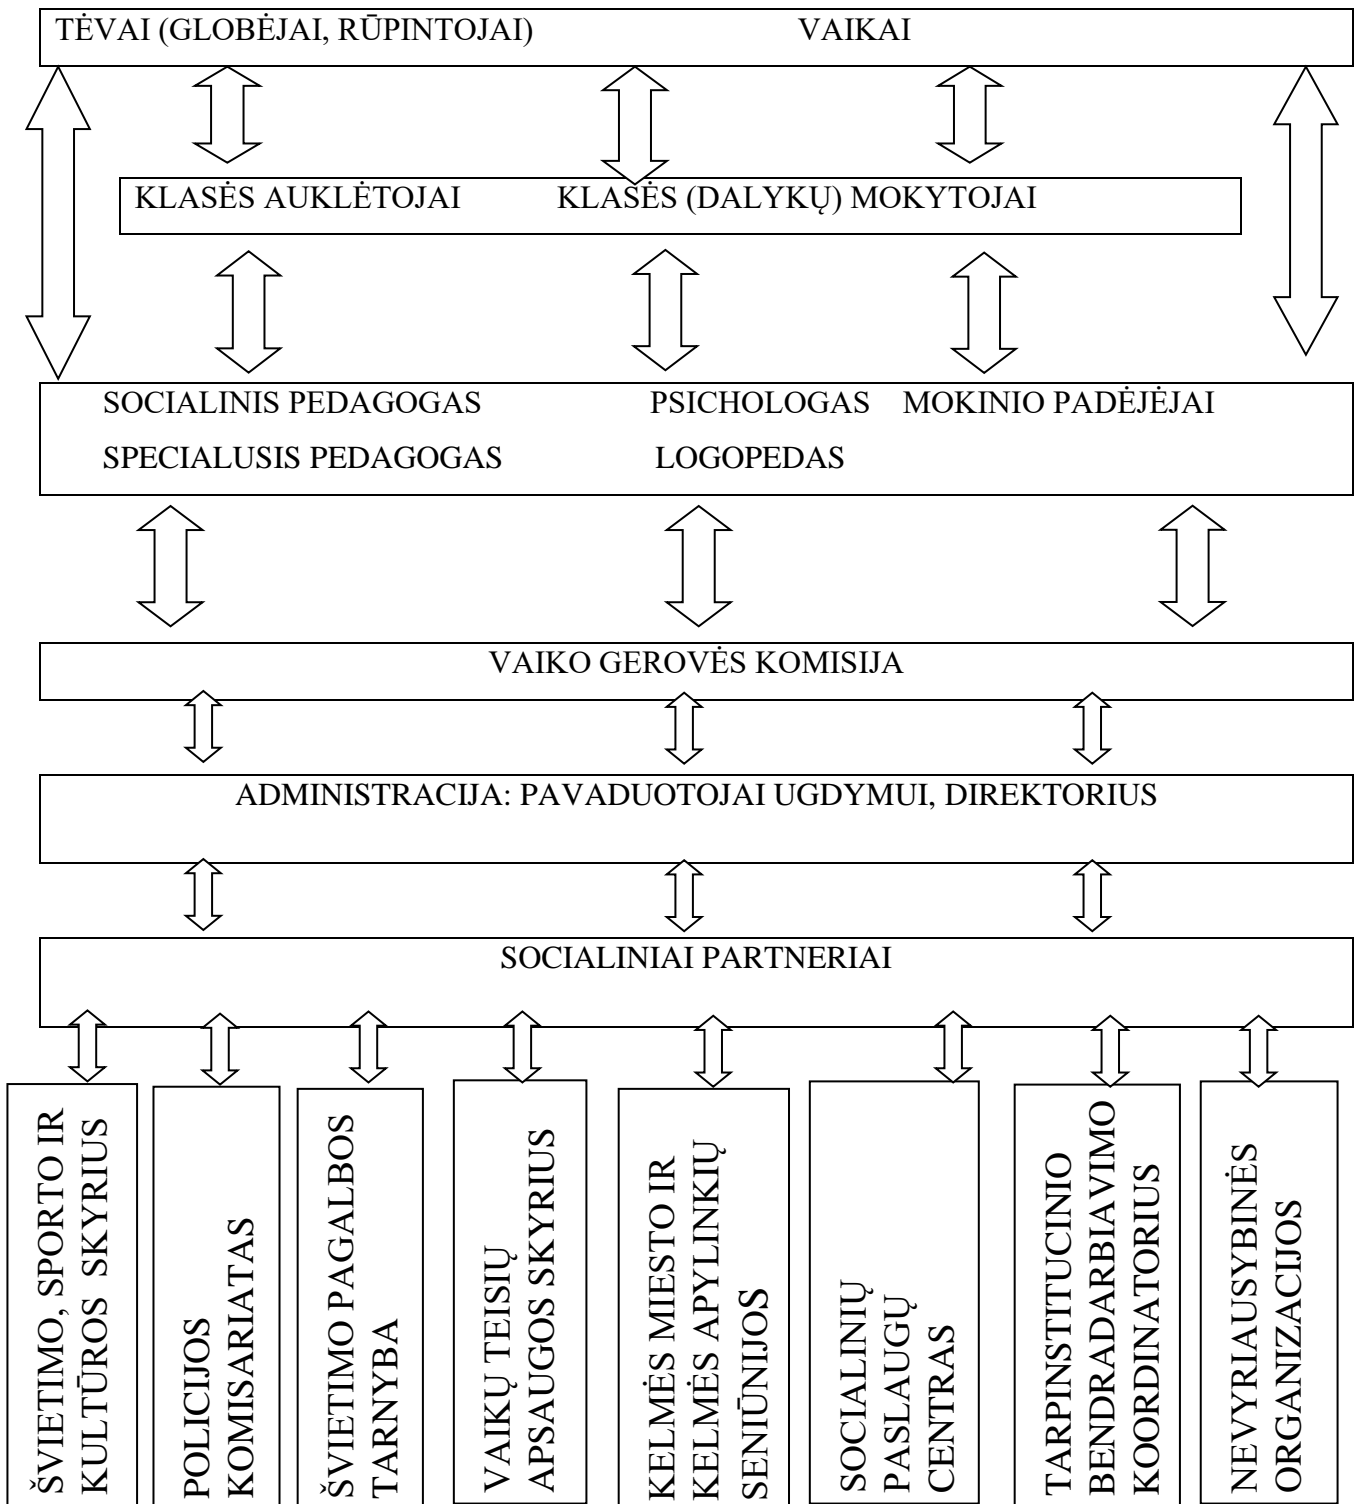 TĖVAI (GLOBĖJAI, RŪPINTOJAI) VAIKAI
KLASĖS AUKLĖTOJAI KLASĖS (DALYKŲ) MOKYTOJAI
SOCIALINIS PEDAGOGAS PSICHOLOGAS MOKINIO PADĖJĖJAI
SPECIALUSIS PEDAGOGAS LOGOPEDAS
VAIKO GEROVĖS KOMISIJA
ADMINISTRACIJA: PAVADUOTOJAI UGDYMUI, DIREKTORIUS
SOCIALINIAI PARTNERIAI
ŠVIETIMO, SPORTO IR
KULTŪROS SKYRIUS
POLICIJOS
KOMISARIATAS
ŠVIETIMO PAGALBOS
TARNYBA
VAIKŲ TEISIŲ
APSAUGOS SKYRIUS
KELMĖS MIESTO IR
KELMĖS APYLINKIŲ
SENIŪNIJOS
SOCIALINIŲ
PASLAUGŲ
CENTRAS
TARPINSTITUCINIO
BENDRADARBIAVIMO
KOORDINATORIUS
NEVYRIAUSYBINĖS
ORGANIZACIJOS